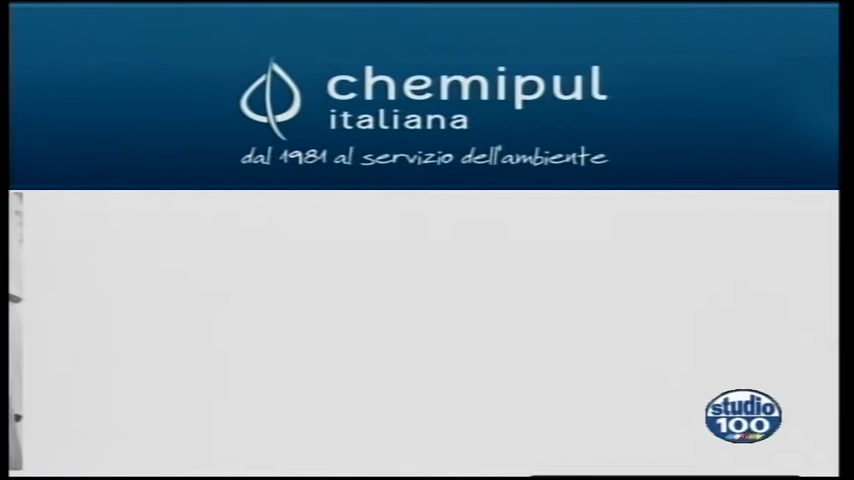 chemipul
italiana
dal 1981 al servizio dell'ambiente
studio
100